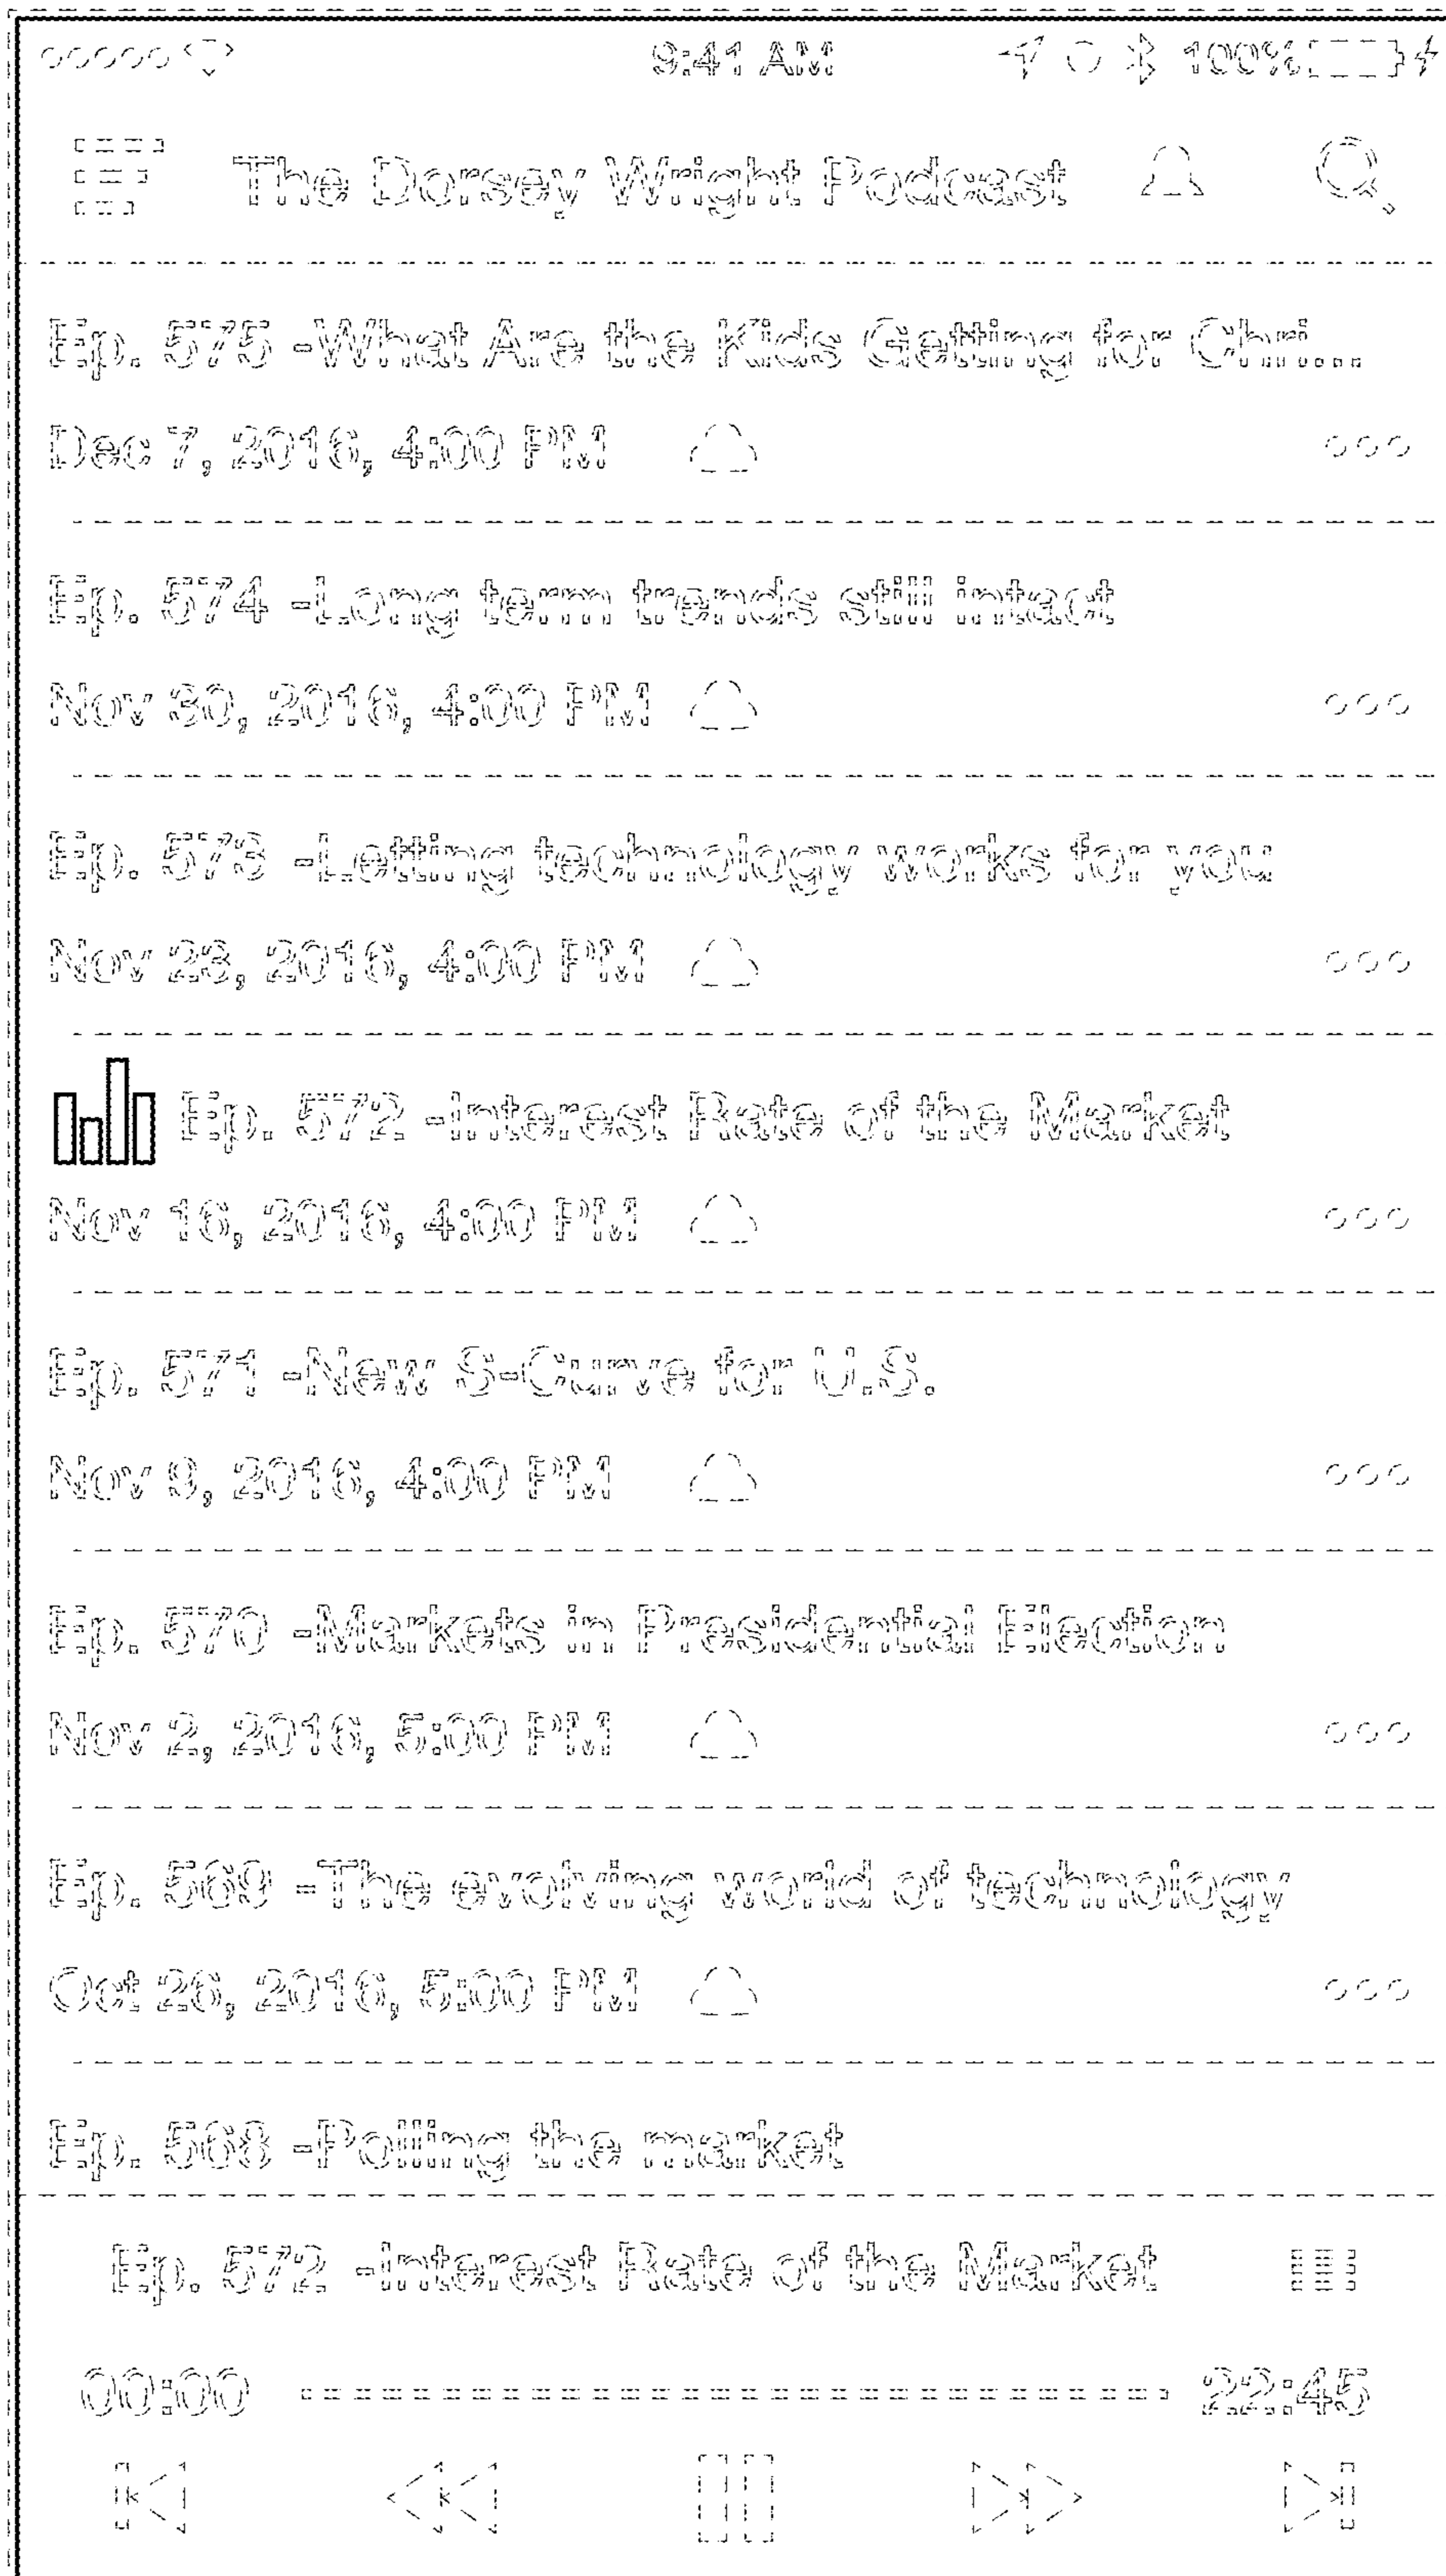 9:41 AM 100%
The Dorsey Wright Podcast
Ep. 575 -What Are the Kids Getting for Chri....
Dec 7, 2016, 4:00 PM
Ep. 574 -Long term trends still intact
Nov 30, 2016, 4:00 PM
Ep. 573 -Letting technology works for you
Nov 23, 2016, 4:00 PM
Ep. 572 -Interest Rate of the Market
Nov 16, 2016, 4:00 PM
Ep. 571 -New S-Curve for U.S.
Nov 9, 2016, 4:00 PM
Ep. 570 -Markets in Presidential Election
Nov 2, 2016, 5:00 PM
Ep. 569 -The evolving world of technology
Oct 26, 2016, 5:00 PM
Ep. 568 -Polling the market
Ep. 572 -Interest Rate of the Market
00:00 22:45